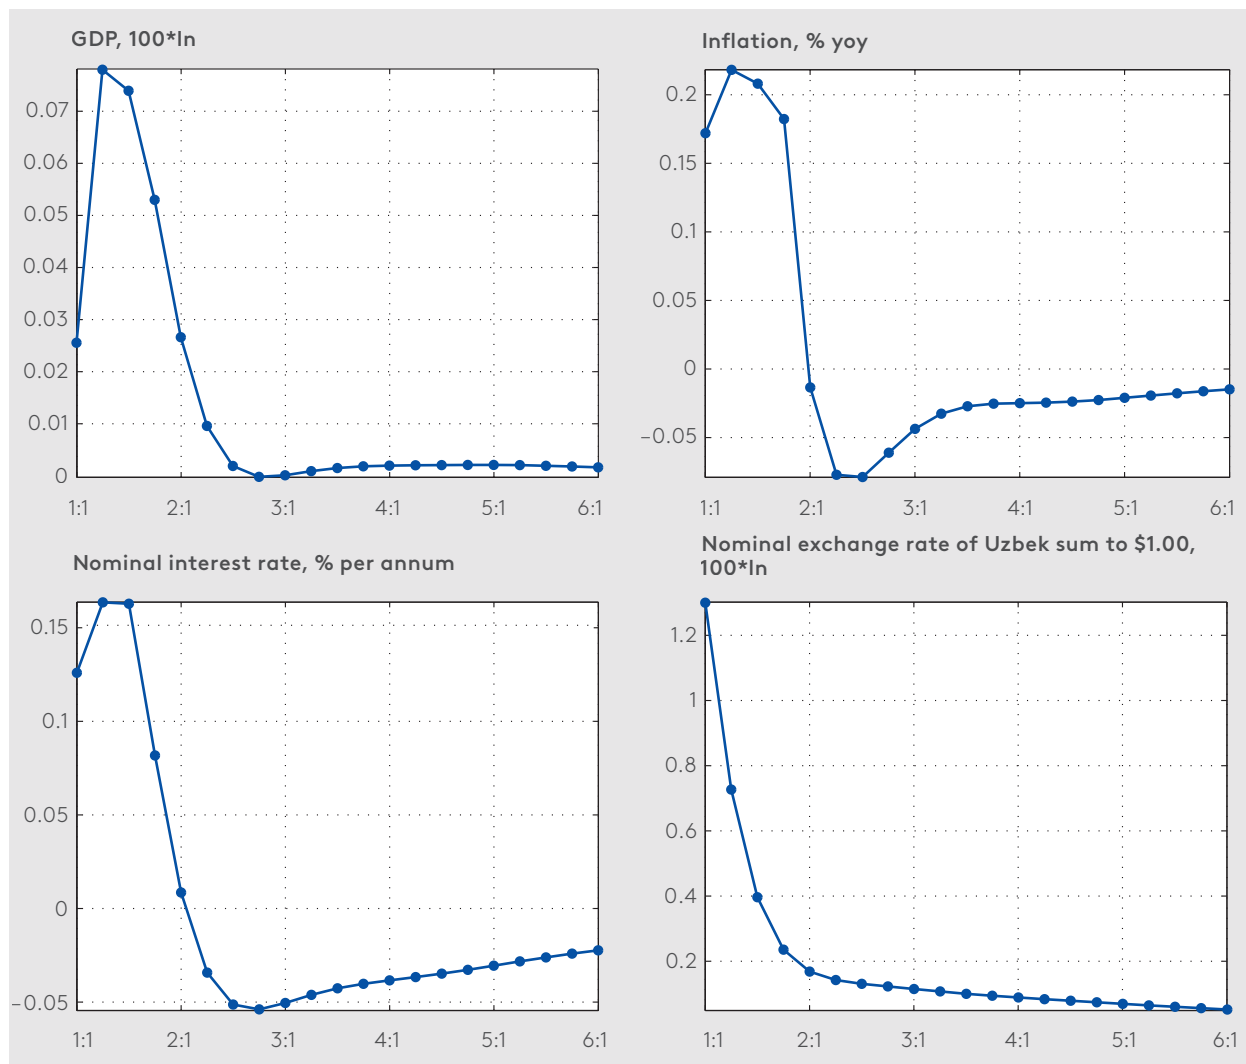 GDP, 100*ln
0.07
0.06
0.05
0.04
0.03
0.02
0.01
0
1:1 2:1 3:1 4:1 5:1 6:1
Inflation, % yoy
0.2
0.15
0.1
0.05
0
−0.05
1:1 2:1 3:1 4:1 5:1 6:1
Nominal interest rate, % per annum
0.15
0.1
0.05
0
−0.05
1:1 2:1 3:1 4:1 5:1 6:1
Nominal exchange rate of Uzbek sum to $1.00,
100*ln
1.2
1
0.8
0.6
0.4
0.2
1:1 2:1 3:1 4:1 5:1 6:1